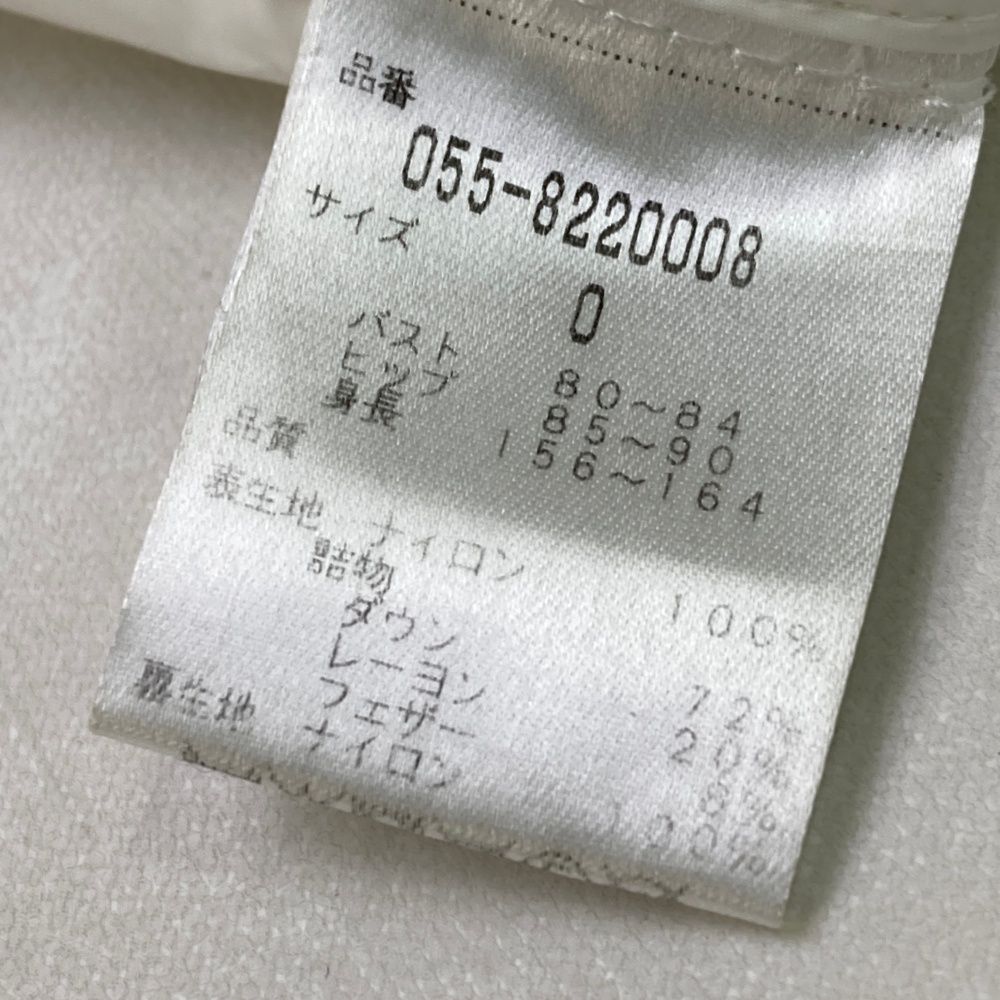 品番
055-8220008
サイズ
0
バスト 80～84
ヒップ 85～90
身長 156～164
品質
表生地 ナイロン 100%
詰物
ダウン 72%
レーヨン 20%
フェザー 8%
裏生地 ナイロン 100%